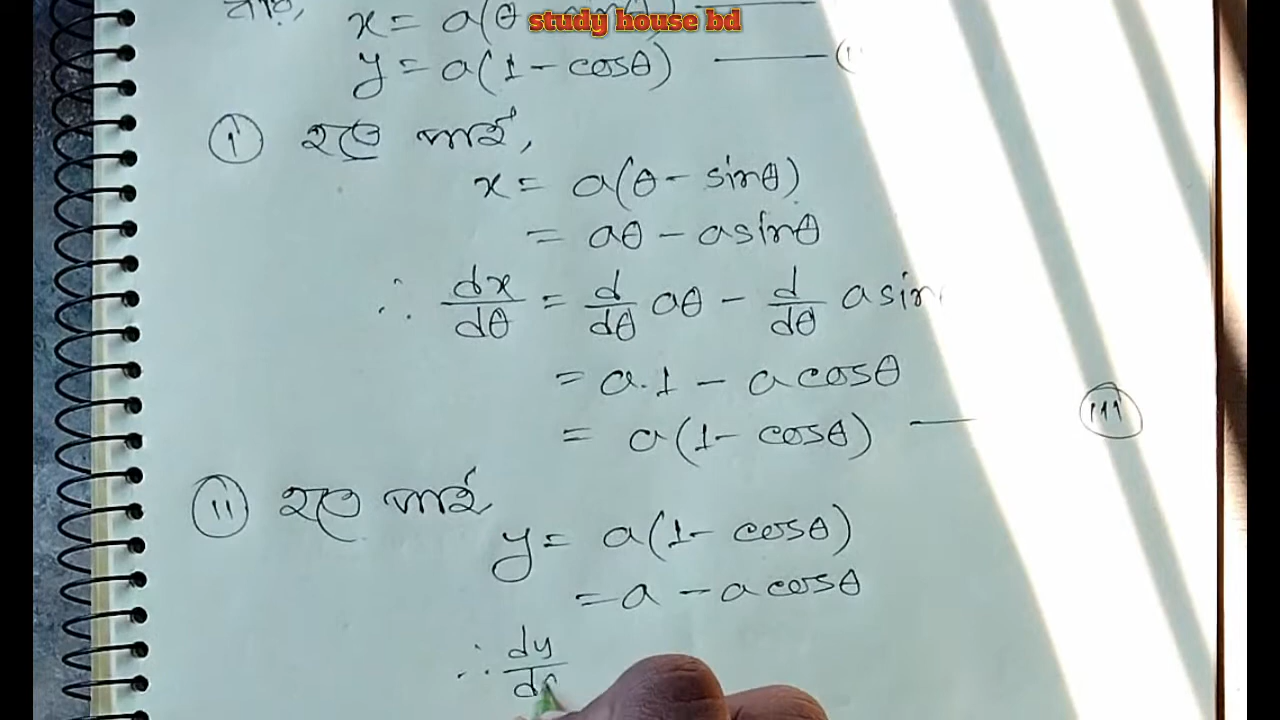 study house bd
x = a(θ
y = a(1 - cosθ)
(i) হতে পাই,
x = a(θ - sinθ)
= aθ - asinθ
∴ dx/dθ = d/dθ aθ - d/dθ asin
= a.1 - acosθ
= a(1 - cosθ) — (iii)
(ii) হতে পাই
y = a(1 - cosθ)
= a - acosθ
∴ dy